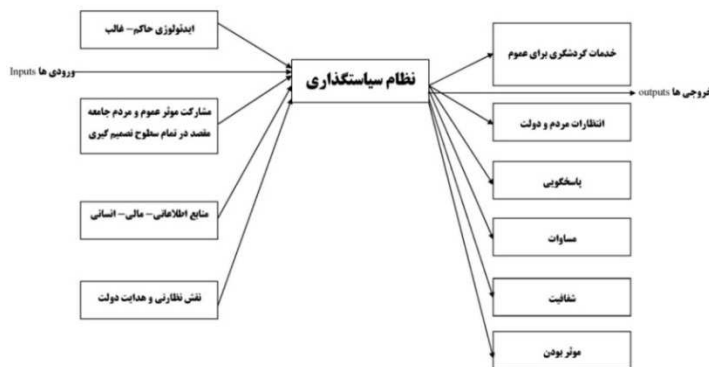 ایدئولوژی حاکم- غالب
ورودی ها Inputs
مشارکت موثر عموم و مردم جامعه
مقصد در تمام سطوح تصمیم گیری
منابع اطلاعاتی- مالی- انسانی
نقش نظارتی و هدایت دولت
نظام سیاستگذاری
خدمات گردشگری برای عموم
خروجی ها outputs
انتظارات مردم و دولت
پاسخگویی
مساوات
شفافیت
موثر بودن